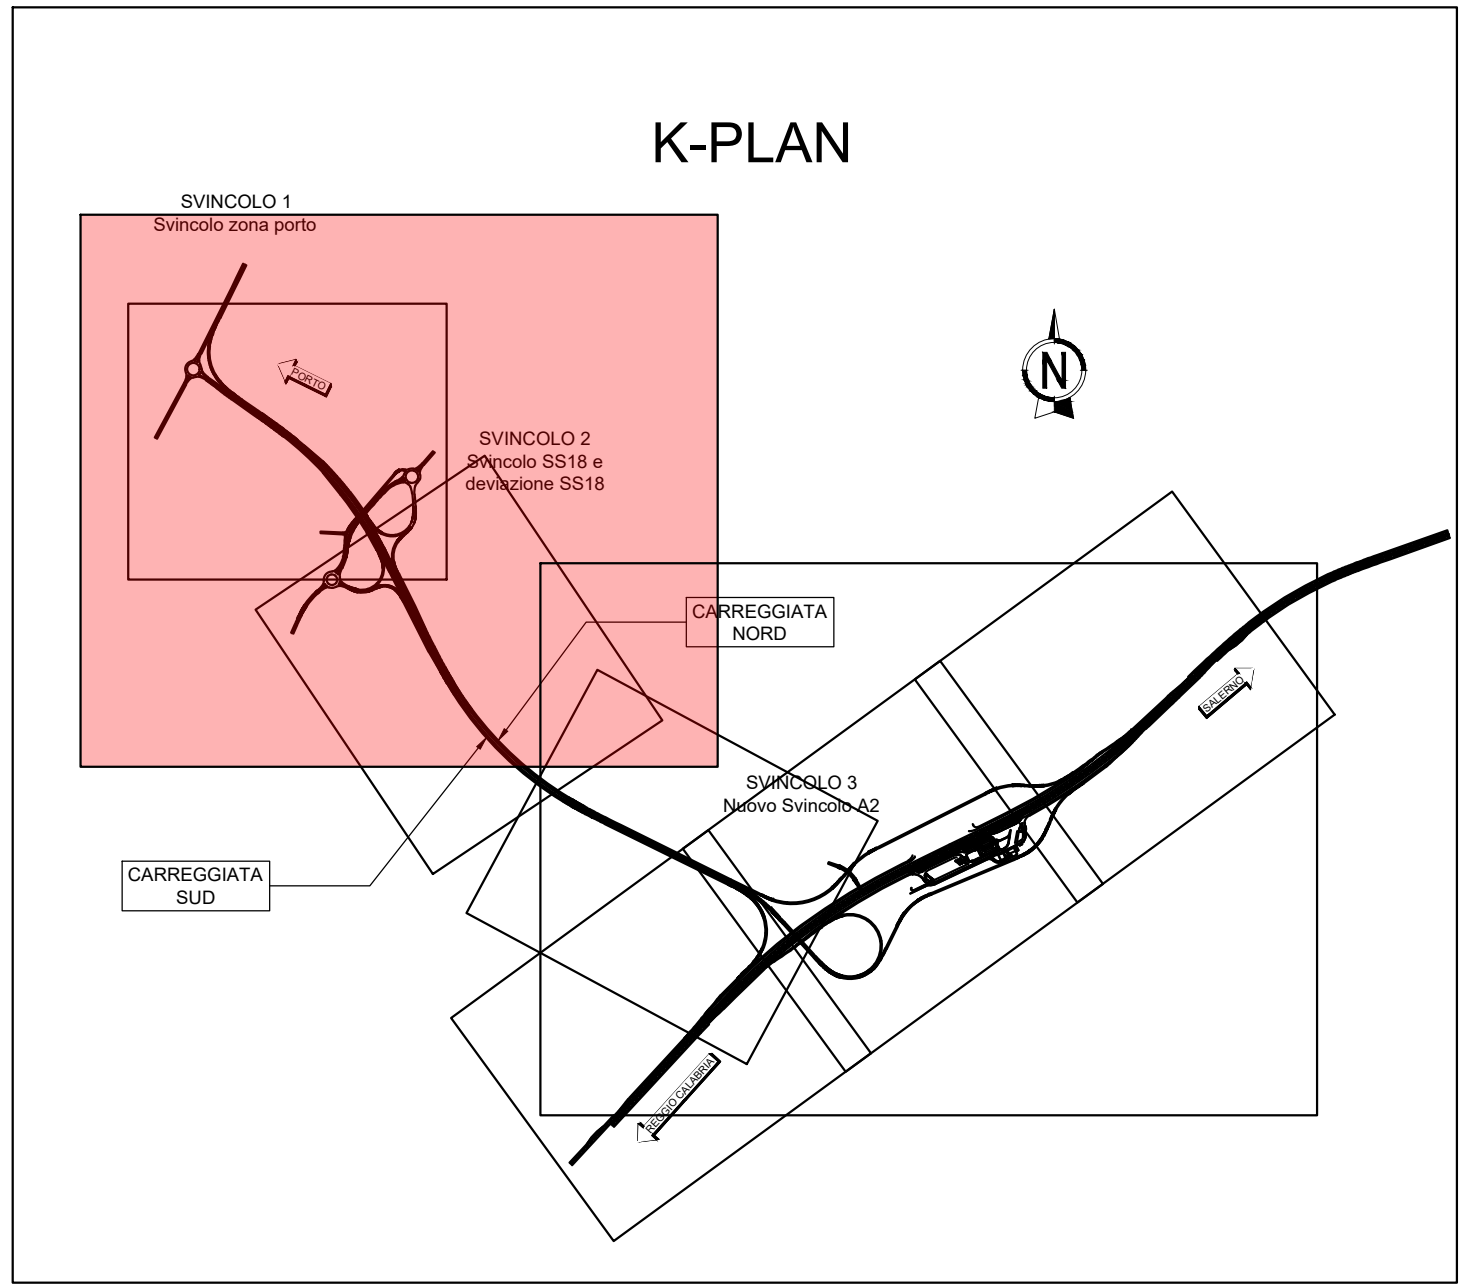 K-PLAN
SVINCOLO 1
Svincolo zona porto
PORTO
N
SVINCOLO 2
Svincolo SS18 e
deviazione SS18
CARREGGIATA
NORD
SALERNO
SVINCOLO 3
Nuovo Svincolo A2
CARREGGIATA
SUD
REGGIO CALABRIA